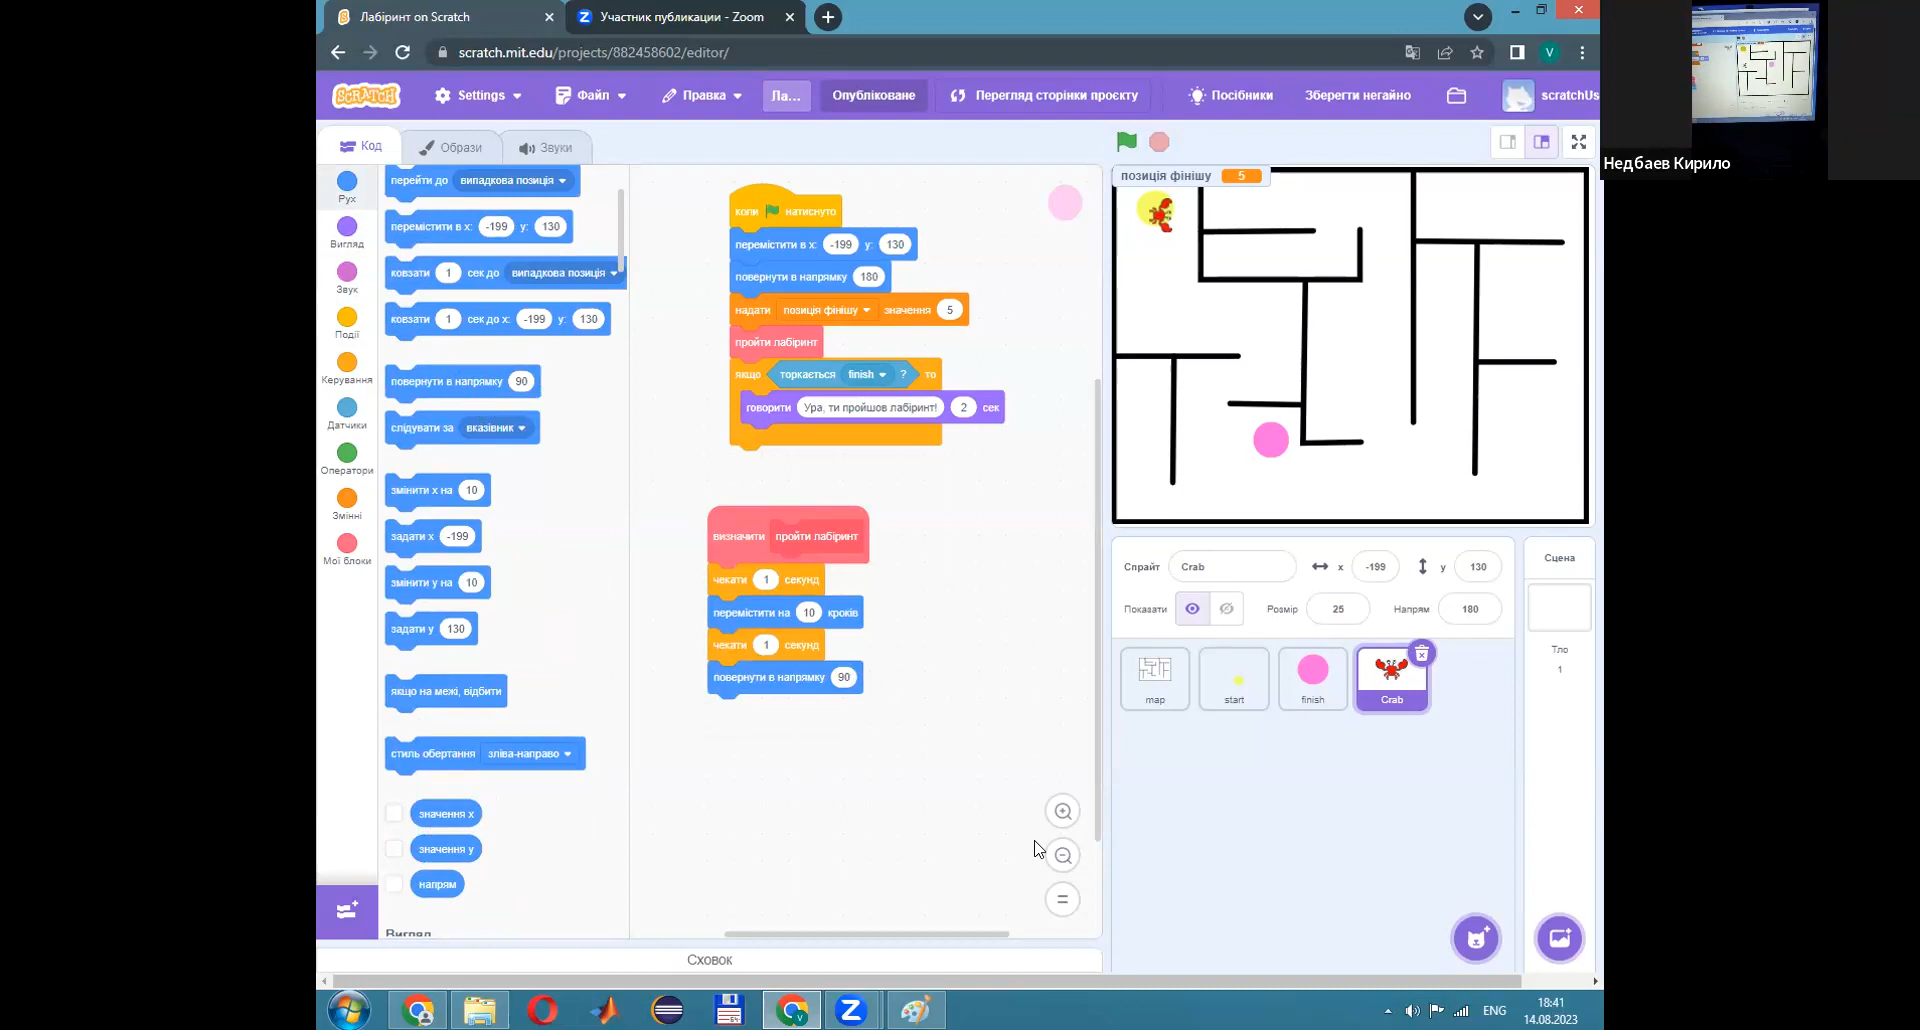 Лабіринт on Scratch
Участник публикации - Zoom
scratch.mit.edu/projects/882458602/editor/
V
SCRATCH
Settings
Файл
Правка
Ла...
Опубліковане
Перегляд сторінки проєкту
Посібники
Зберегти негайно
scratchUs
Недбаев Кирило
Код
Образи
Звуки
Рух
Вигляд
Звук
Події
Керування
Датчики
Оператори
Змінні
Мої блоки
перейти до випадкова позиція
перемістити в x: -199 y: 130
ковзати 1 сек до випадкова позиція
ковзати 1 сек до x: -199 y: 130
повернути в напрямку 90
слідувати за вказівник
змінити x на 10
задати x -199
змінити y на 10
задати y 130
якщо на межі, відбити
стиль обертання зліва-направо
значення x
значення y
напрям
Вигляд
коли натиснуто
перемістити в x: -199 y: 130
повернути в напрямку 180
надати позиція фінішу значення 5
пройти лабіринт
якщо торкається finish ? то
говорити Ура, ти пройшов лабіринт! 2 сек
визначити пройти лабіринт
чекати 1 секунд
перемістити на 10 кроків
чекати 1 секунд
повернути в напрямку 90
Сховок
позиція фінішу 5
Спрайт Crab x -199 y 130
Показати Розмір 25 Напрям 180
map
start
finish
Crab
Сцена
Тло
1
ENG
18:41
14.08.2023